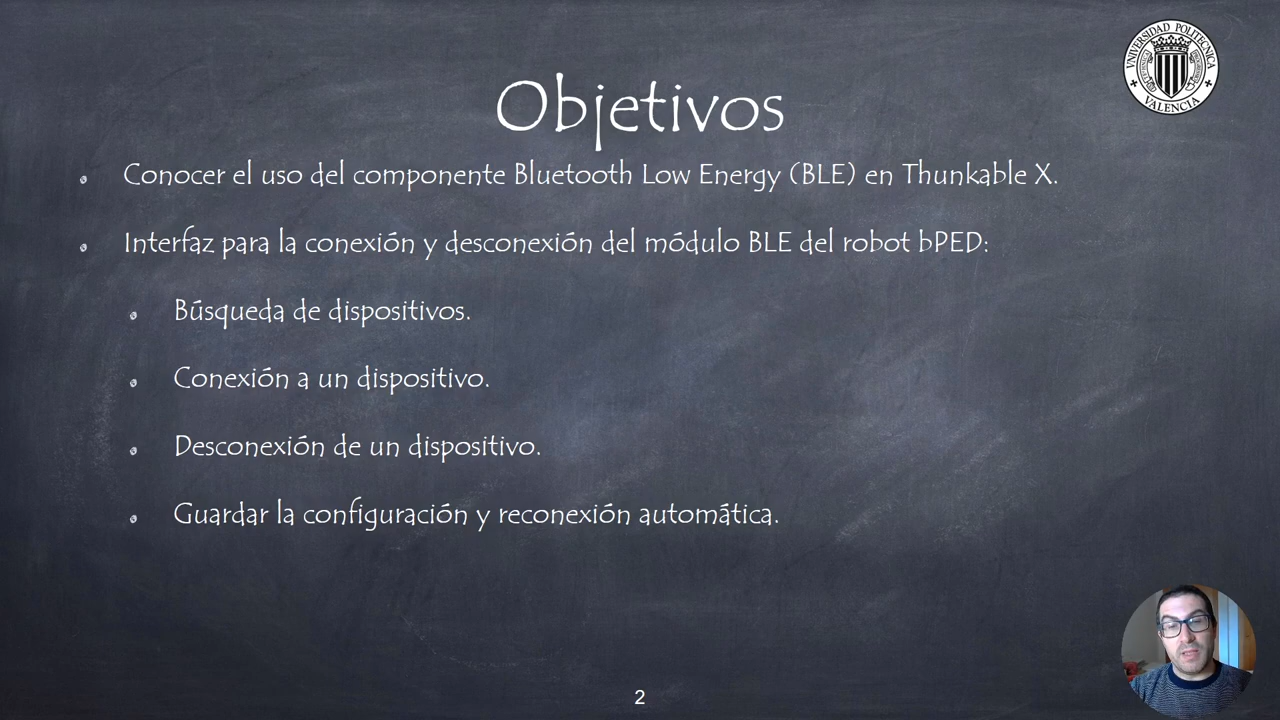 VNIVERSIDAD POLITECNICA
VALENCIA
Objetivos
Conocer el uso del componente Bluetooth Low Energy (BLE) en Thunkable X.
Interfaz para la conexión y desconexión del módulo BLE del robot bPED:
Búsqueda de dispositivos.
Conexión a un dispositivo.
Desconexión de un dispositivo.
Guardar la configuración y reconexión automática.
2